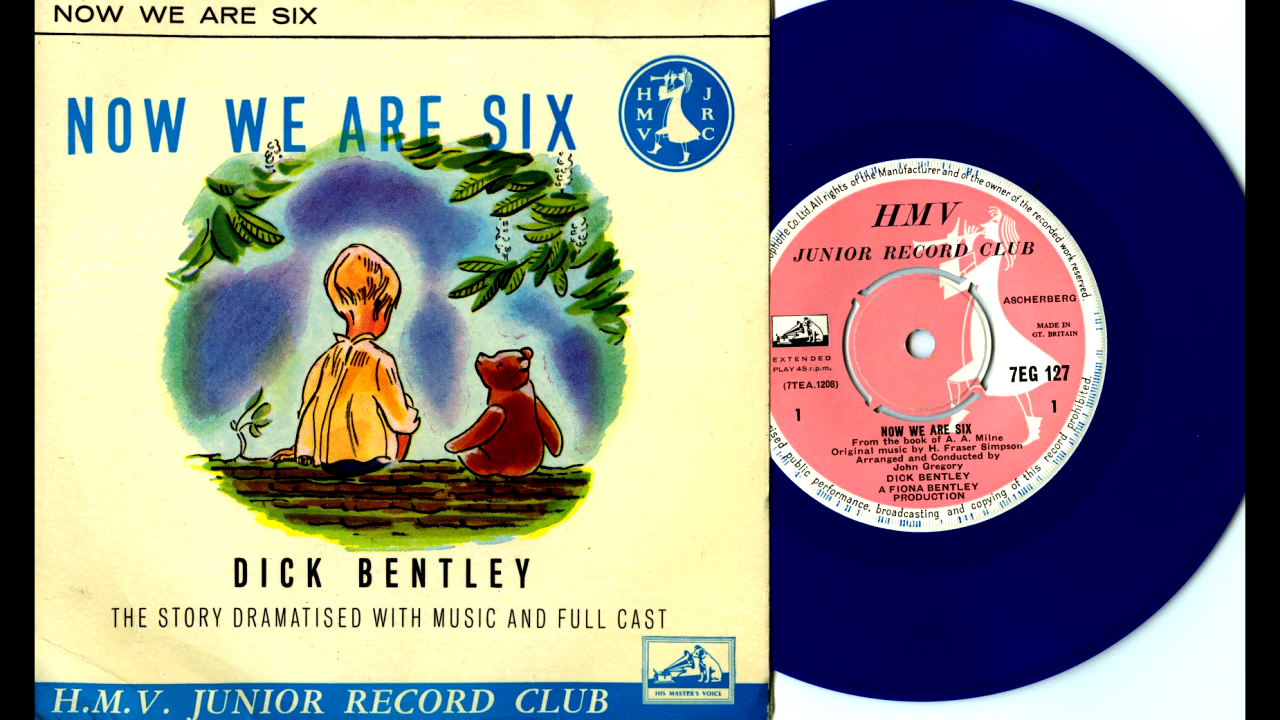 NOW WE ARE SIX
NOW WE ARE SIX
H J
M R
V C
DICK BENTLEY
THE STORY DRAMATISED WITH MUSIC AND FULL CAST
HIS MASTER'S VOICE
H.M.V. JUNIOR RECORD CLUB
Co. Ltd All rights of the Manufacturer and of the owner of the recorded work reserved.
HMV
JUNIOR RECORD CLUB
ASCHERBERG
MADE IN
GT. BRITAIN
EXTENDED
PLAY 45 r.p.m.
(7TEA.1208)
7EG 127
1
1
NOW WE ARE SIX
From the book of A. A. Milne
Original music by H. Fraser Simpson
Arranged and Conducted by
John Gregory
DICK BENTLEY
A FIONA BENTLEY
PRODUCTION
public performance, broadcasting and copying of this record prohibited.